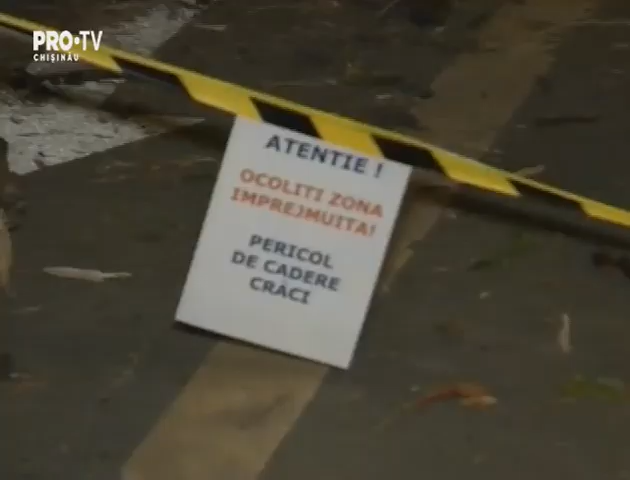 PRO·TV
CHIȘINĂU
ATENTIE !
OCOLITI ZONA
IMPREJMUITA!
PERICOL
DE CADERE
CRACI